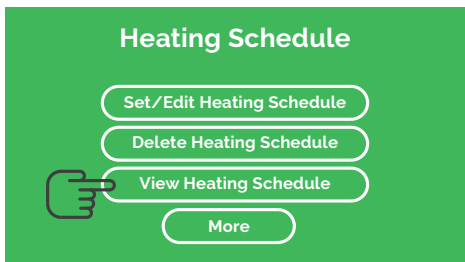 Heating Schedule
Set/Edit Heating Schedule
Delete Heating Schedule
View Heating Schedule
More